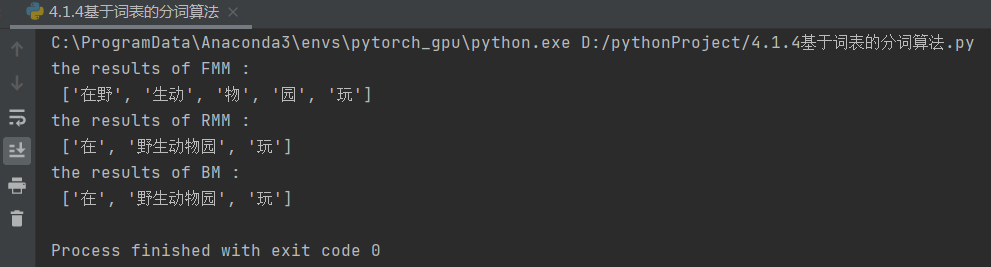 4.1.4基于词表的分词算法
C:\ProgramData\Anaconda3\envs\pytorch_gpu\python.exe D:/pythonProject/4.1.4基于词表的分词算法.py
the results of FMM :
['在野', '生动', '物', '园', '玩']
the results of RMM :
['在', '野生动物园', '玩']
the results of BM :
['在', '野生动物园', '玩']
Process finished with exit code 0